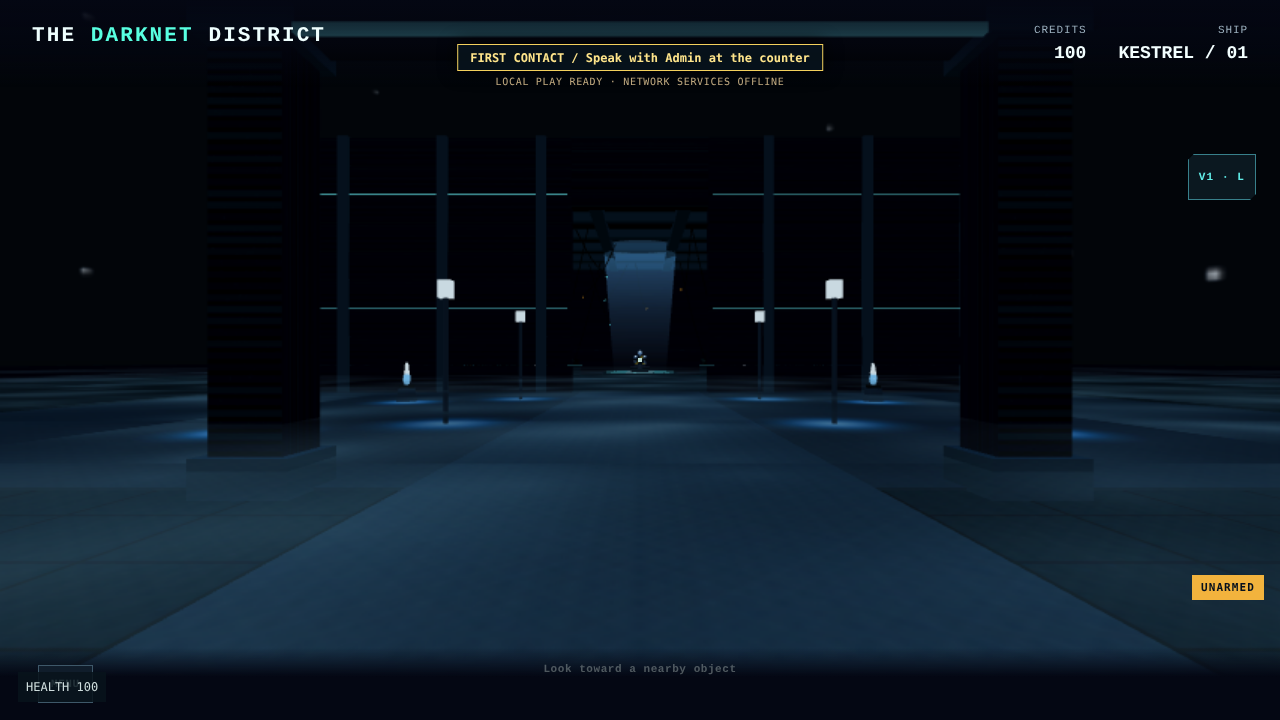 THE DARKNET DISTRICT
CREDITS
100
SHIP
KESTREL / 01
FIRST CONTACT / Speak with Admin at the counter
LOCAL PLAY READY · NETWORK SERVICES OFFLINE
V1 · L
UNARMED
Look toward a nearby object
HEALTH 100